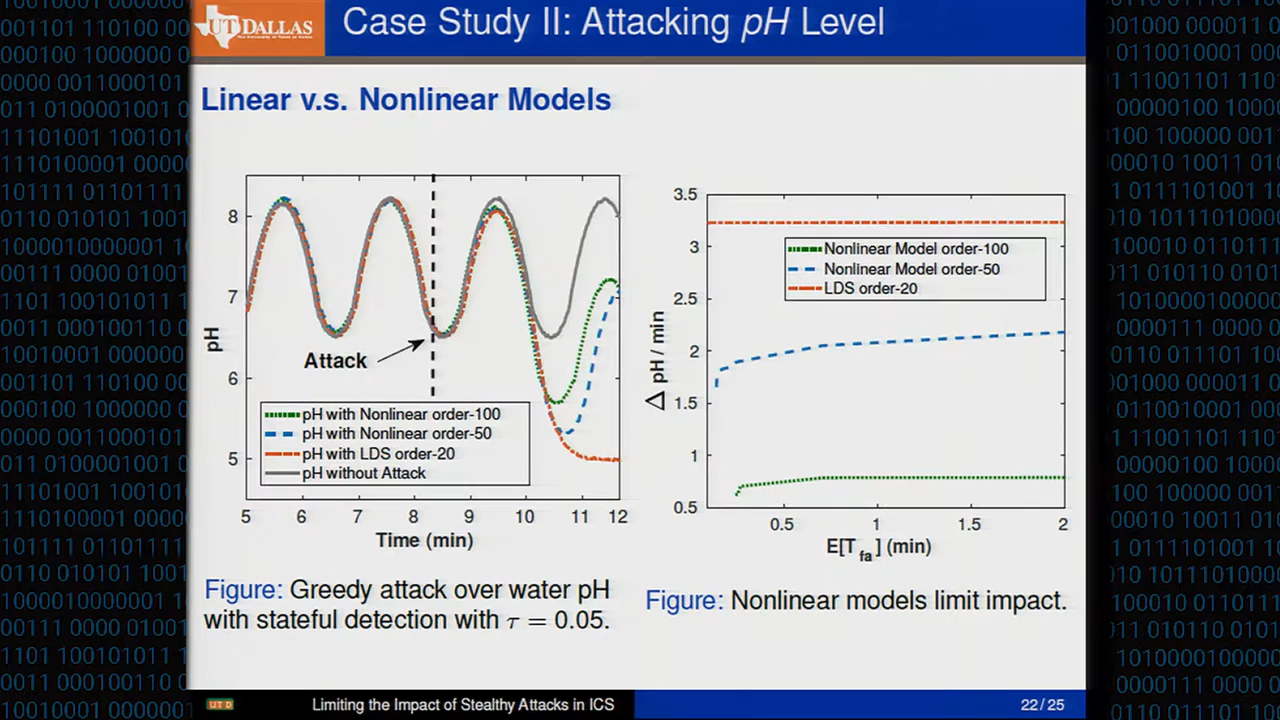 UT DALLAS
Case Study II: Attacking pH Level
Linear v.s. Nonlinear Models
8
7
6
5
pH
Attack
pH with Nonlinear order-100
pH with Nonlinear order-50
pH with LDS order-20
pH without Attack
5 6 7 8 9 10 11 12
Time (min)
Figure: Greedy attack over water pH
with stateful detection with τ = 0.05.
3.5
3
2.5
2
1.5
1
0.5
Δ pH / min
Nonlinear Model order-100
Nonlinear Model order-50
LDS order-20
0.5 1 1.5 2
E[T_fa] (min)
Figure: Nonlinear models limit impact.
UTD
Limiting the Impact of Stealthy Attacks in ICS
22 / 25